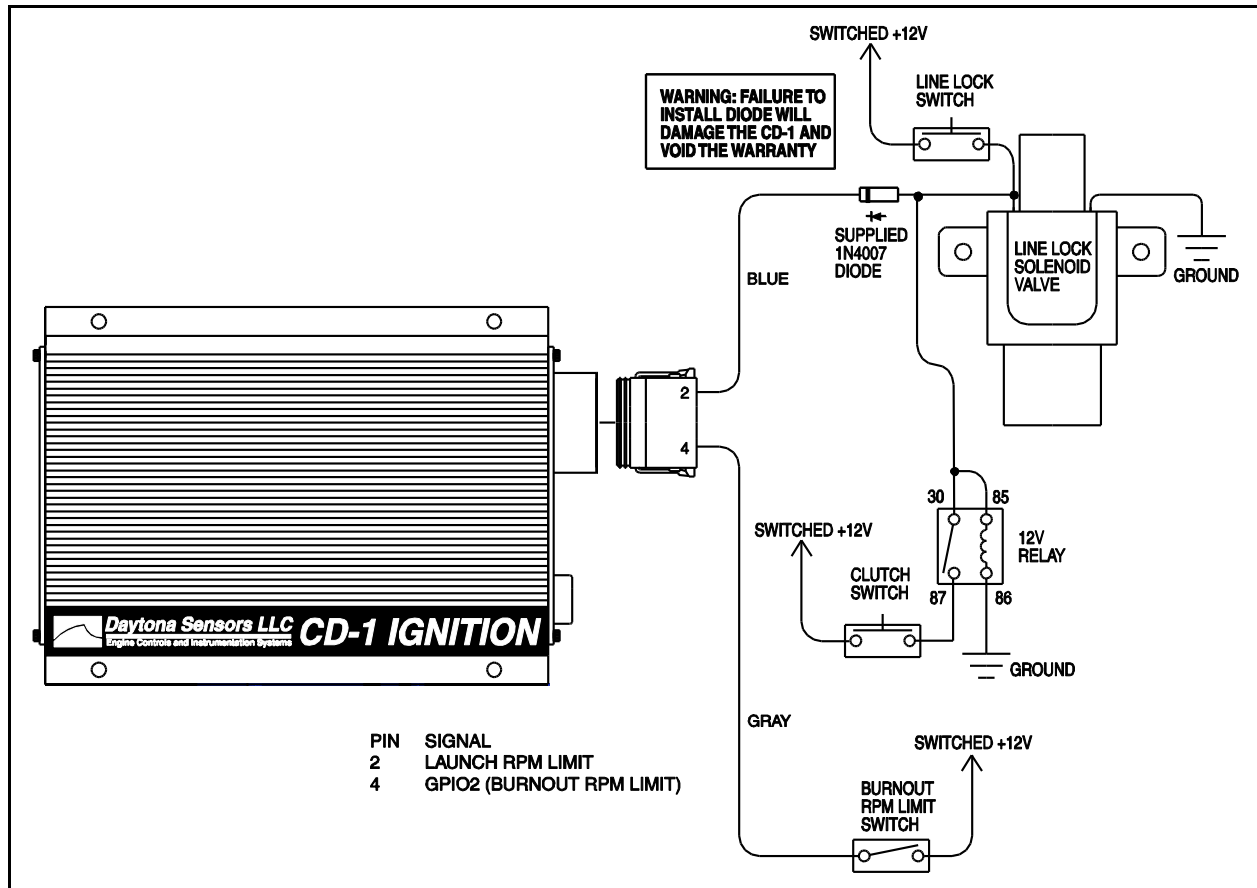 SWITCHED +12V
LINE LOCK
SWITCH
WARNING: FAILURE TO
INSTALL DIODE WILL
DAMAGE THE CD-1 AND
VOID THE WARRANTY
SUPPLIED
1N4007
DIODE
LINE LOCK
SOLENOID
VALVE
GROUND
BLUE
2
4
30
85
12V
RELAY
87
86
SWITCHED +12V
CLUTCH
SWITCH
GROUND
Daytona Sensors LLC
Engine Controls and Instrumentation Systems
CD-1 IGNITION
GRAY
PIN SIGNAL
2 LAUNCH RPM LIMIT
4 GPIO2 (BURNOUT RPM LIMIT)
SWITCHED +12V
BURNOUT
RPM LIMIT
SWITCH